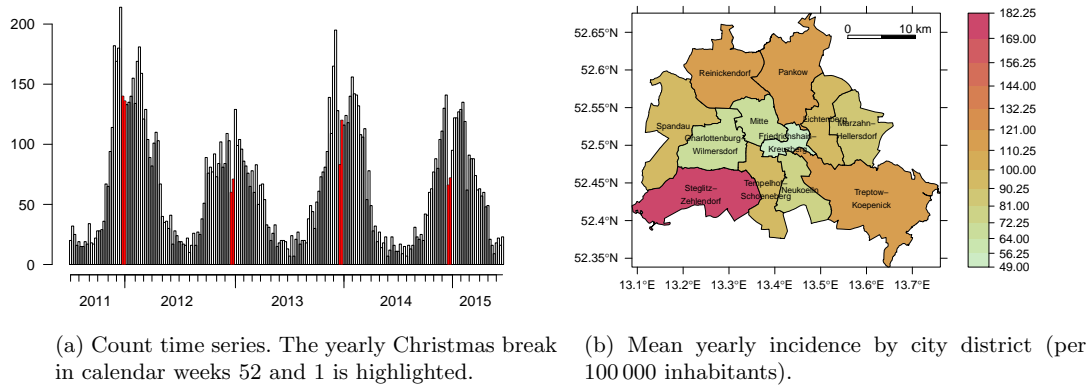 200
150
100
50
0
2011 2012 2013 2014 2015
52.65°N
52.6°N
52.55°N
52.5°N
52.45°N
52.4°N
52.35°N
13.1°E 13.2°E 13.3°E 13.4°E 13.5°E 13.6°E 13.7°E
0 10 km
Reinickendorf
Pankow
Spandau
Mitte
Lichtenberg
Marzahn–
Hellersdorf
Charlottenburg–
Wilmersdorf
Friedrichshain–
Kreuzberg
Steglitz–
Zehlendorf
Tempelhof–
Schoeneberg
Neukoelln
Treptow–
Koepenick
182.25
169.00
156.25
144.00
132.25
121.00
100.00
90.25
81.00
72.25
64.00
56.25
49.00
(a) Count time series. The yearly Christmas break
in calendar weeks 52 and 1 is highlighted.
(b) Mean yearly incidence by city district (per
100 000 inhabitants).